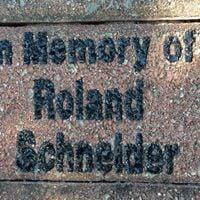 n Memory of
Roland
Schneider